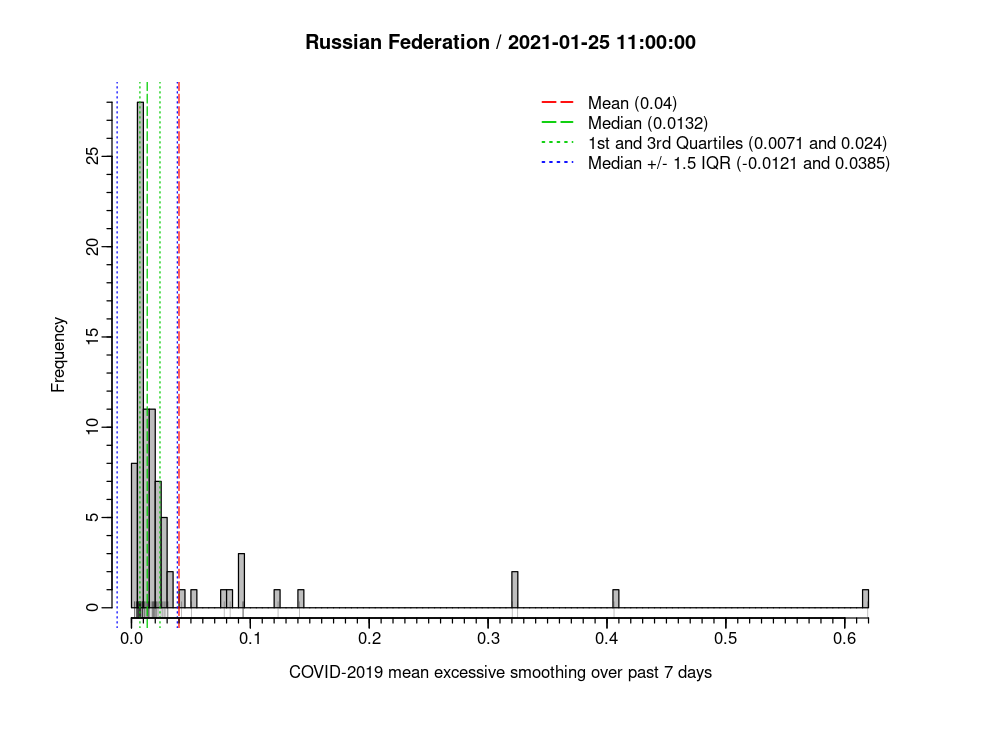 Russian Federation / 2021-01-25 11:00:00
Mean (0.04)
Median (0.0132)
1st and 3rd Quartiles (0.0071 and 0.024)
Median +/- 1.5 IQR (-0.0121 and 0.0385)
Frequency
25
20
15
10
5
0
0.0 0.1 0.2 0.3 0.4 0.5 0.6
COVID-2019 mean excessive smoothing over past 7 days